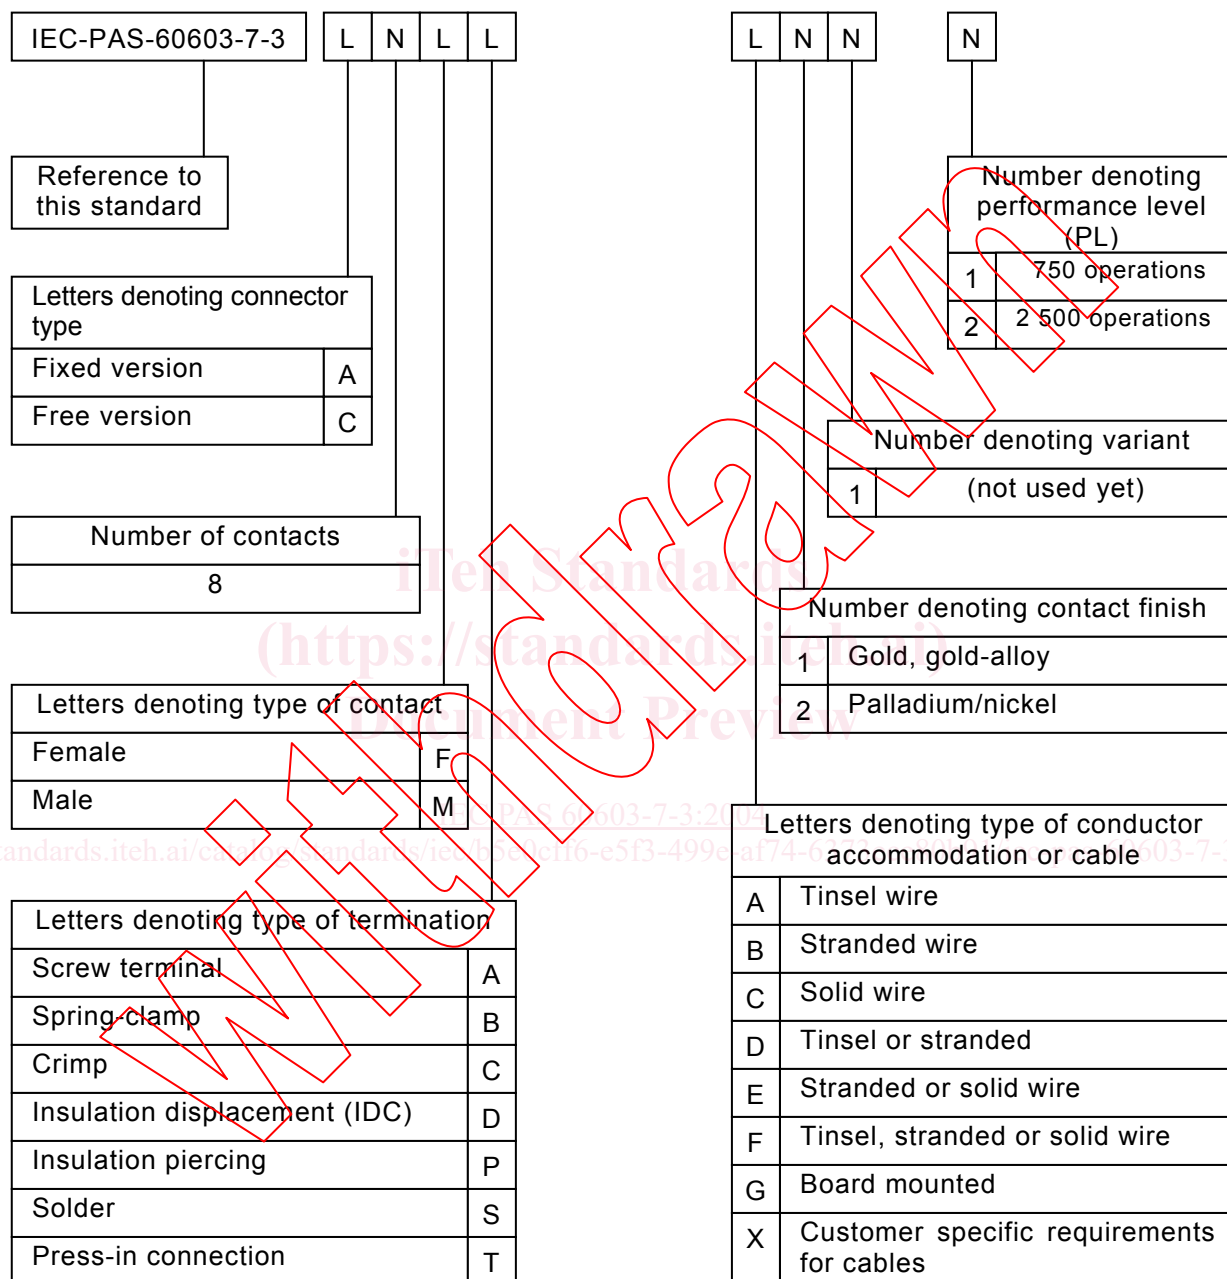 IEC-PAS-60603-7-3 L N L L L N N N
Reference to
this standard
Number denoting
performance level
(PL)
1 750 operations
2 2 500 operations
Letters denoting connector
type
Fixed version A
Free version C
Number denoting variant
1 (not used yet)
Number of contacts
8
Number denoting contact finish
1 Gold, gold-alloy
2 Palladium/nickel
Letters denoting type of contact
Female F
Male M
Letters denoting type of conductor
accommodation or cable
A Tinsel wire
B Stranded wire
C Solid wire
D Tinsel or stranded
E Stranded or solid wire
F Tinsel, stranded or solid wire
G Board mounted
X Customer specific requirements
for cables
Letters denoting type of termination
Screw terminal A
Spring-clamp B
Crimp C
Insulation displacement (IDC) D
Insulation piercing P
Solder S
Press-in connection T
iTeh Standards
(https://standards.iteh.ai)
Document Preview
IEC PAS 60603-7-3:2004
withdrawn